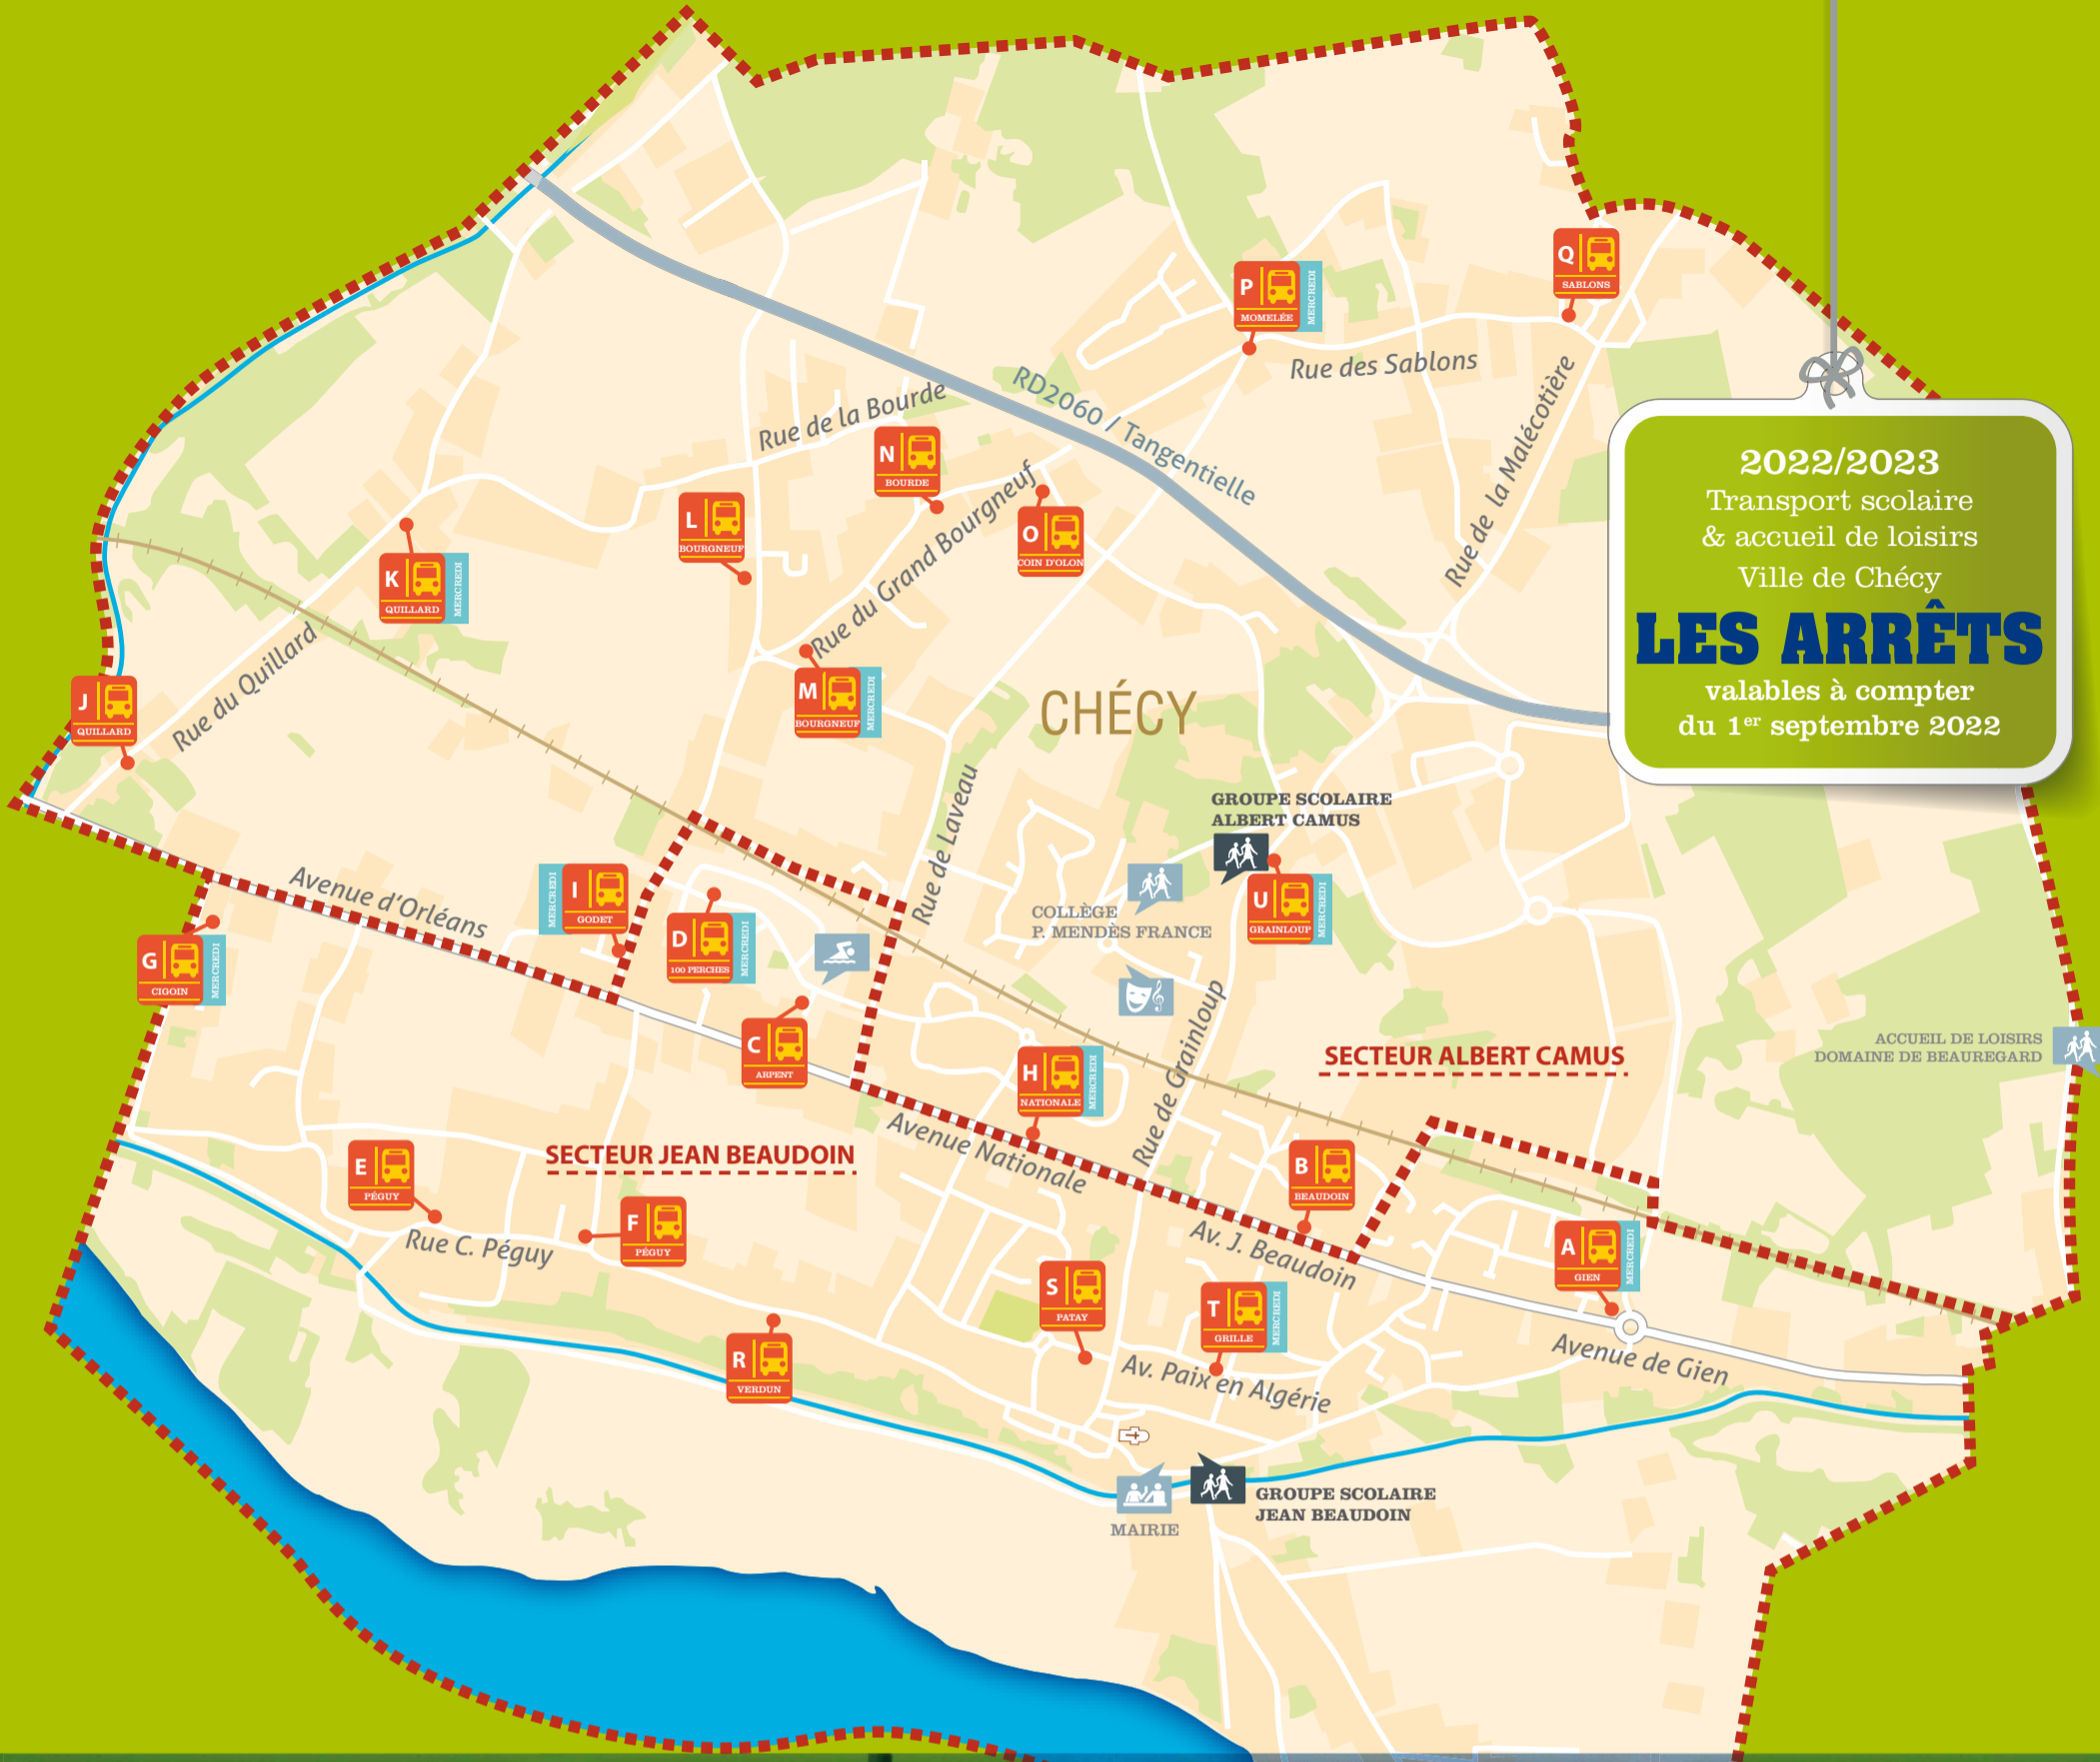 Q
SABLONS
P
MOMELÉE
MERCREDI
Rue des Sablons
RD2060 / Tangentielle
Rue de la Bourde
N
BOURDE
Rue de la Malécotière
2022/2023
Transport scolaire
& accueil de loisirs
Ville de Chécy
LES ARRÊTS
valables à compter
du 1er septembre 2022
L
BOURGNEUF
O
COIN D'OLON
Rue du Grand Bourgneuf
K
QUILLARD
MERCREDI
Rue du Quillard
J
QUILLARD
M
BOURGNEUF
MERCREDI
CHÉCY
Rue de Laveau
GROUPE SCOLAIRE
ALBERT CAMUS
Avenue d'Orléans
MERCREDI
I
GODET
D
100 PERCHES
MERCREDI
COLLÈGE
P. MENDÈS FRANCE
U
GRAINLOUP
MERCREDI
G
CIGOIN
MERCREDI
C
ARPENT
H
NATIONALE
MERCREDI
Rue de Grainloup
SECTEUR ALBERT CAMUS
ACCUEIL DE LOISIRS
DOMAINE DE BEAUREGARD
Avenue Nationale
SECTEUR JEAN BEAUDOIN
E
PÉGUY
Rue C. Péguy
F
PÉGUY
B
BEAUDOIN
Av. J. Beaudoin
A
GIEN
MERCREDI
S
PATAY
T
GRILLE
MERCREDI
R
VERDUN
Av. Paix en Algérie
Avenue de Gien
MAIRIE
GROUPE SCOLAIRE
JEAN BEAUDOIN